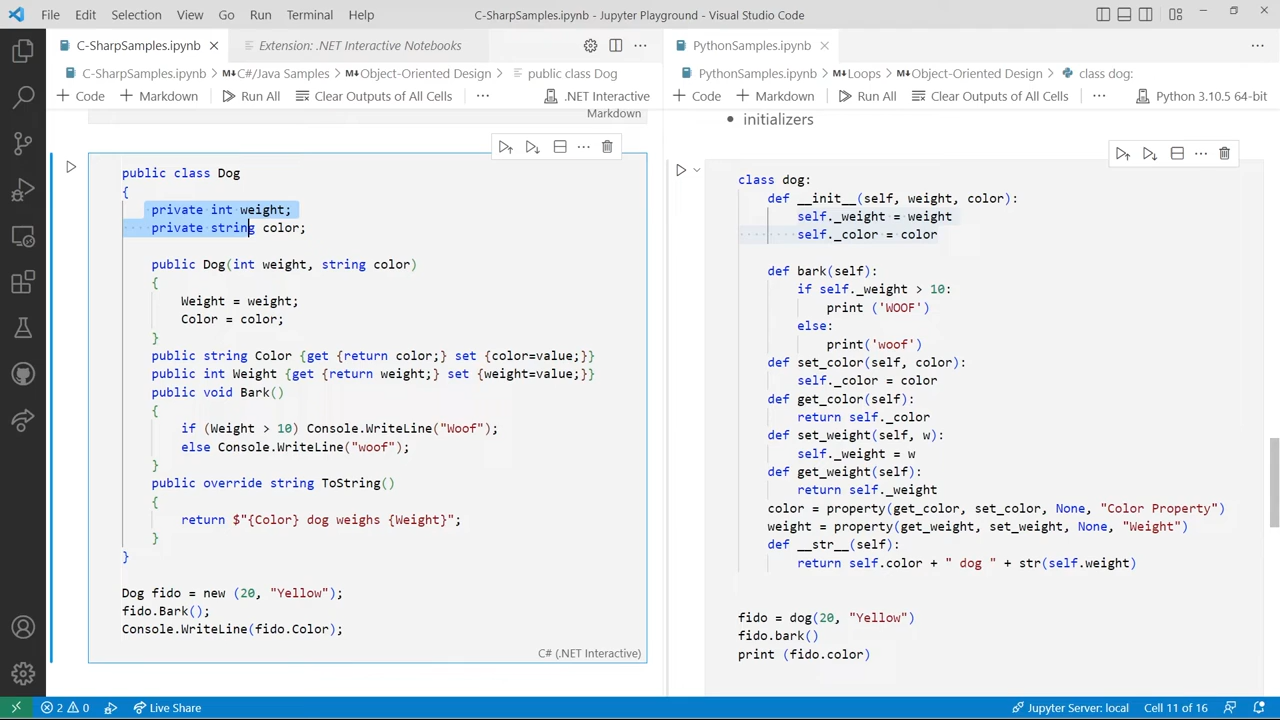 File Edit Selection View Go Run Terminal Help C-SharpSamples.ipynb - Jupyter Playground - Visual Studio Code
C-SharpSamples.ipynb Extension: .NET Interactive Notebooks
C-SharpSamples.ipynb > C#/Java Samples > Object-Oriented Design > public class Dog
+ Code + Markdown Run All Clear Outputs of All Cells ... .NET Interactive
Markdown
public class Dog
{
private int weight;
private string color;
public Dog(int weight, string color)
{
Weight = weight;
Color = color;
}
public string Color {get {return color;} set {color=value;}}
public int Weight {get {return weight;} set {weight=value;}}
public void Bark()
{
if (Weight > 10) Console.WriteLine("Woof");
else Console.WriteLine("woof");
}
public override string ToString()
{
return $"{Color} dog weighs {Weight}";
}
}
Dog fido = new (20, "Yellow");
fido.Bark();
Console.WriteLine(fido.Color);
C# (.NET Interactive)
PythonSamples.ipynb
PythonSamples.ipynb > Loops > Object-Oriented Design > class dog:
+ Code + Markdown Run All Clear Outputs of All Cells ... Python 3.10.5 64-bit
• initializers
class dog:
def __init__(self, weight, color):
self._weight = weight
self._color = color
def bark(self):
if self._weight > 10:
print ('WOOF')
else:
print('woof')
def set_color(self, color):
self._color = color
def get_color(self):
return self._color
def set_weight(self, w):
self._weight = w
def get_weight(self):
return self._weight
color = property(get_color, set_color, None, "Color Property")
weight = property(get_weight, set_weight, None, "Weight")
def __str__(self):
return self.color + " dog " + str(self.weight)
fido = dog(20, "Yellow")
fido.bark()
print (fido.color)
2 0 Live Share Jupyter Server: local Cell 11 of 16